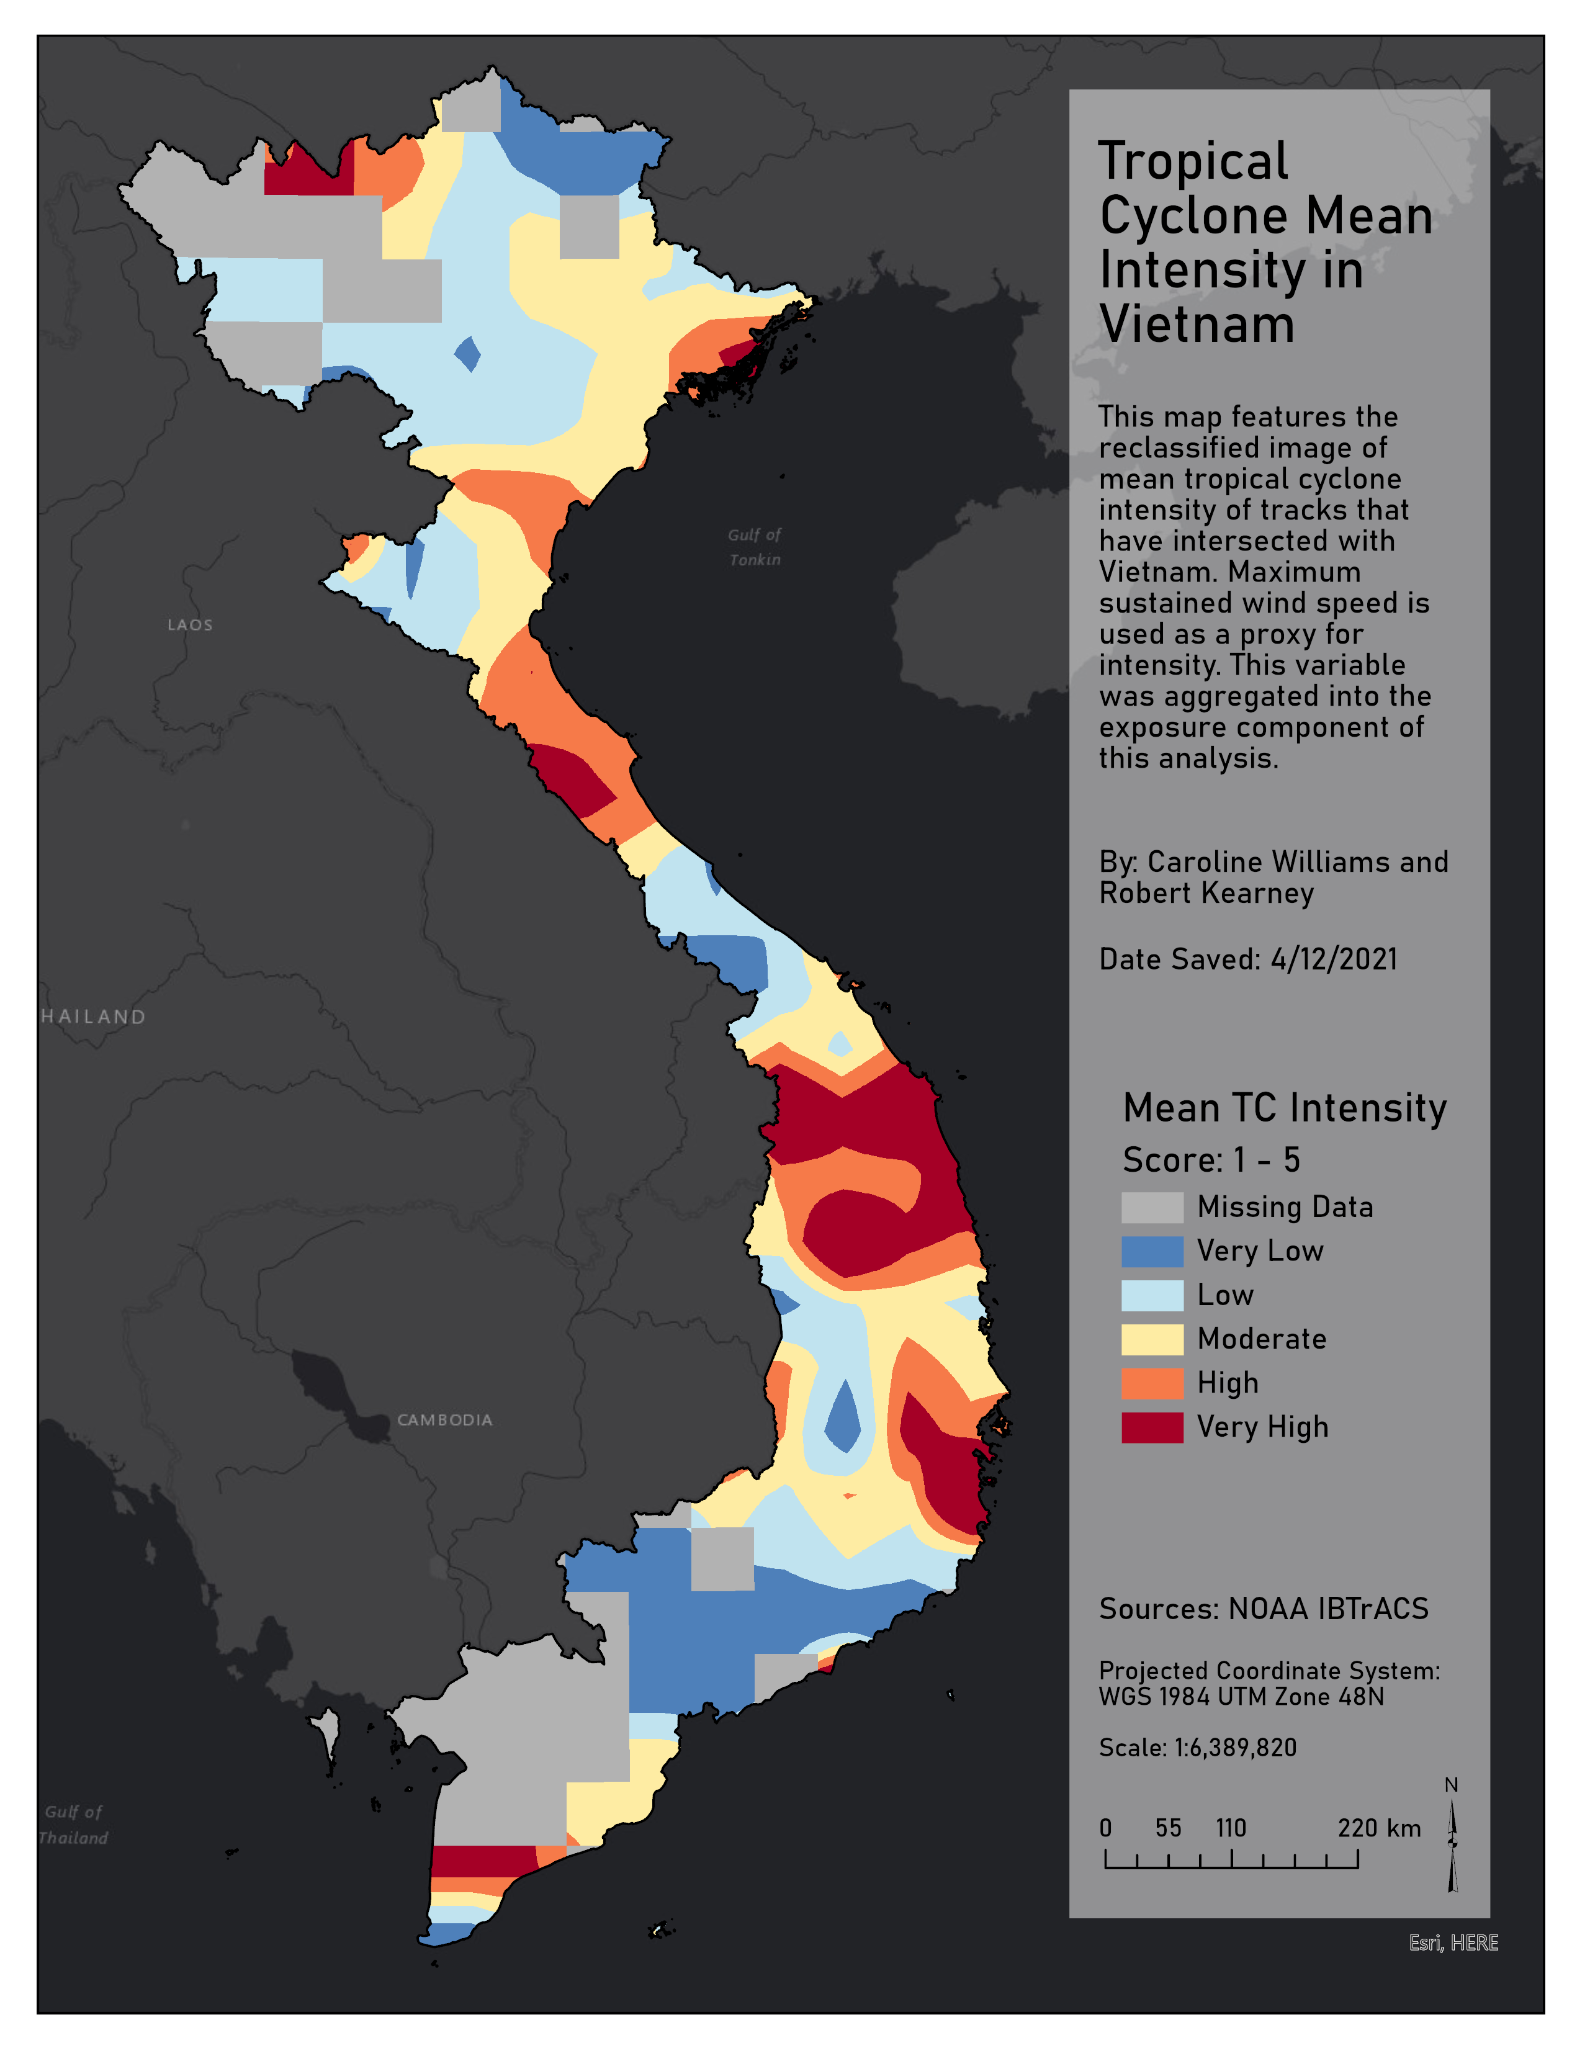 Tropical
Cyclone Mean
Intensity in
Vietnam
This map features the
reclassified image of
mean tropical cyclone
intensity of tracks that
have intersected with
Vietnam. Maximum
sustained wind speed is
used as a proxy for
intensity. This variable
was aggregated into the
exposure component of
this analysis.
By: Caroline Williams and
Robert Kearney
Date Saved: 4/12/2021
Mean TC Intensity
Score: 1 - 5
Missing Data
Very Low
Low
Moderate
High
Very High
Sources: NOAA IBTrACS
Projected Coordinate System:
WGS 1984 UTM Zone 48N
Scale: 1:6,389,820
N
0 55 110 220 km
Esri, HERE
Gulf of
Tonkin
LAOS
HAILAND
CAMBODIA
Gulf of
Thailand